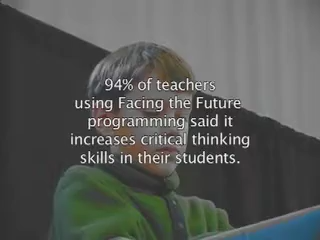 94% of teachers
using Facing the Future
programming said it
increases critical thinking
skills in their students.